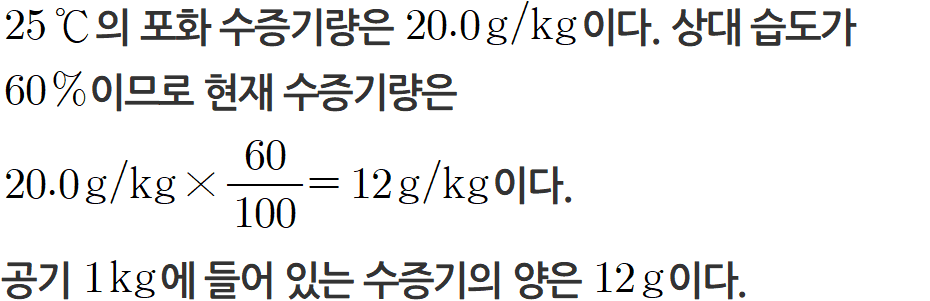 25 ℃의 포화 수증기량은 20.0 g/kg이다. 상대 습도가
60 %이므로 현재 수증기량은
20.0 g/kg × 60/100 = 12 g/kg이다.
공기 1 kg에 들어 있는 수증기의 양은 12 g이다.